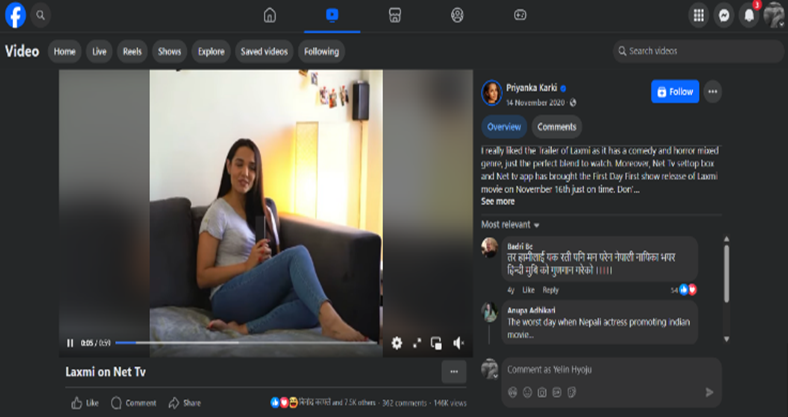 Video
Home
Live
Reels
Shows
Explore
Saved videos
Following
Search videos
3
Priyanka Karki
14 November 2020
Follow
Overview
Comments
I really liked the Trailer of Laxmi as it has a comedy and horror mixed
genre, just the perfect blend to watch. Moreover, Net Tv settop box
and Net tv app has brought the First Day First show release of Laxmi
movie on November 16th just on time. Don'...
See more
Most relevant
Badri Bc
तर हामीलाई यक रती पनि मन परेन नेपाली नायिका भयर
हिन्दी मुबि को गुणगान गरेको ।।।।।
4y Like Reply
54
Anupa Adhikari
The worst day when Nepali actress promoting indian
movie...
0:05 / 0:59
Laxmi on Net Tv
Like
Comment
Share
and 7.5K others · 362 comments · 146K views
Comment as Yelin Hyoju